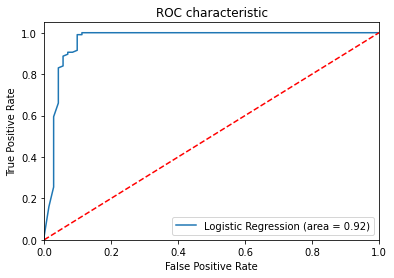 ROC characteristic
True Positive Rate
1.0
0.8
0.6
0.4
0.2
0.0
Logistic Regression (area = 0.92)
0.0 0.2 0.4 0.6 0.8 1.0
False Positive Rate